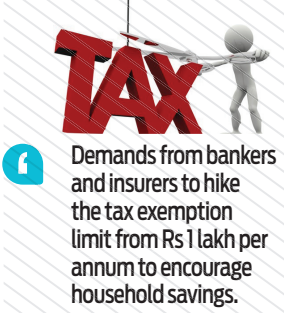 TAX
Demands from bankers
and insurers to hike
the tax exemption
limit from Rs 1 lakh per
annum to encourage
household savings.